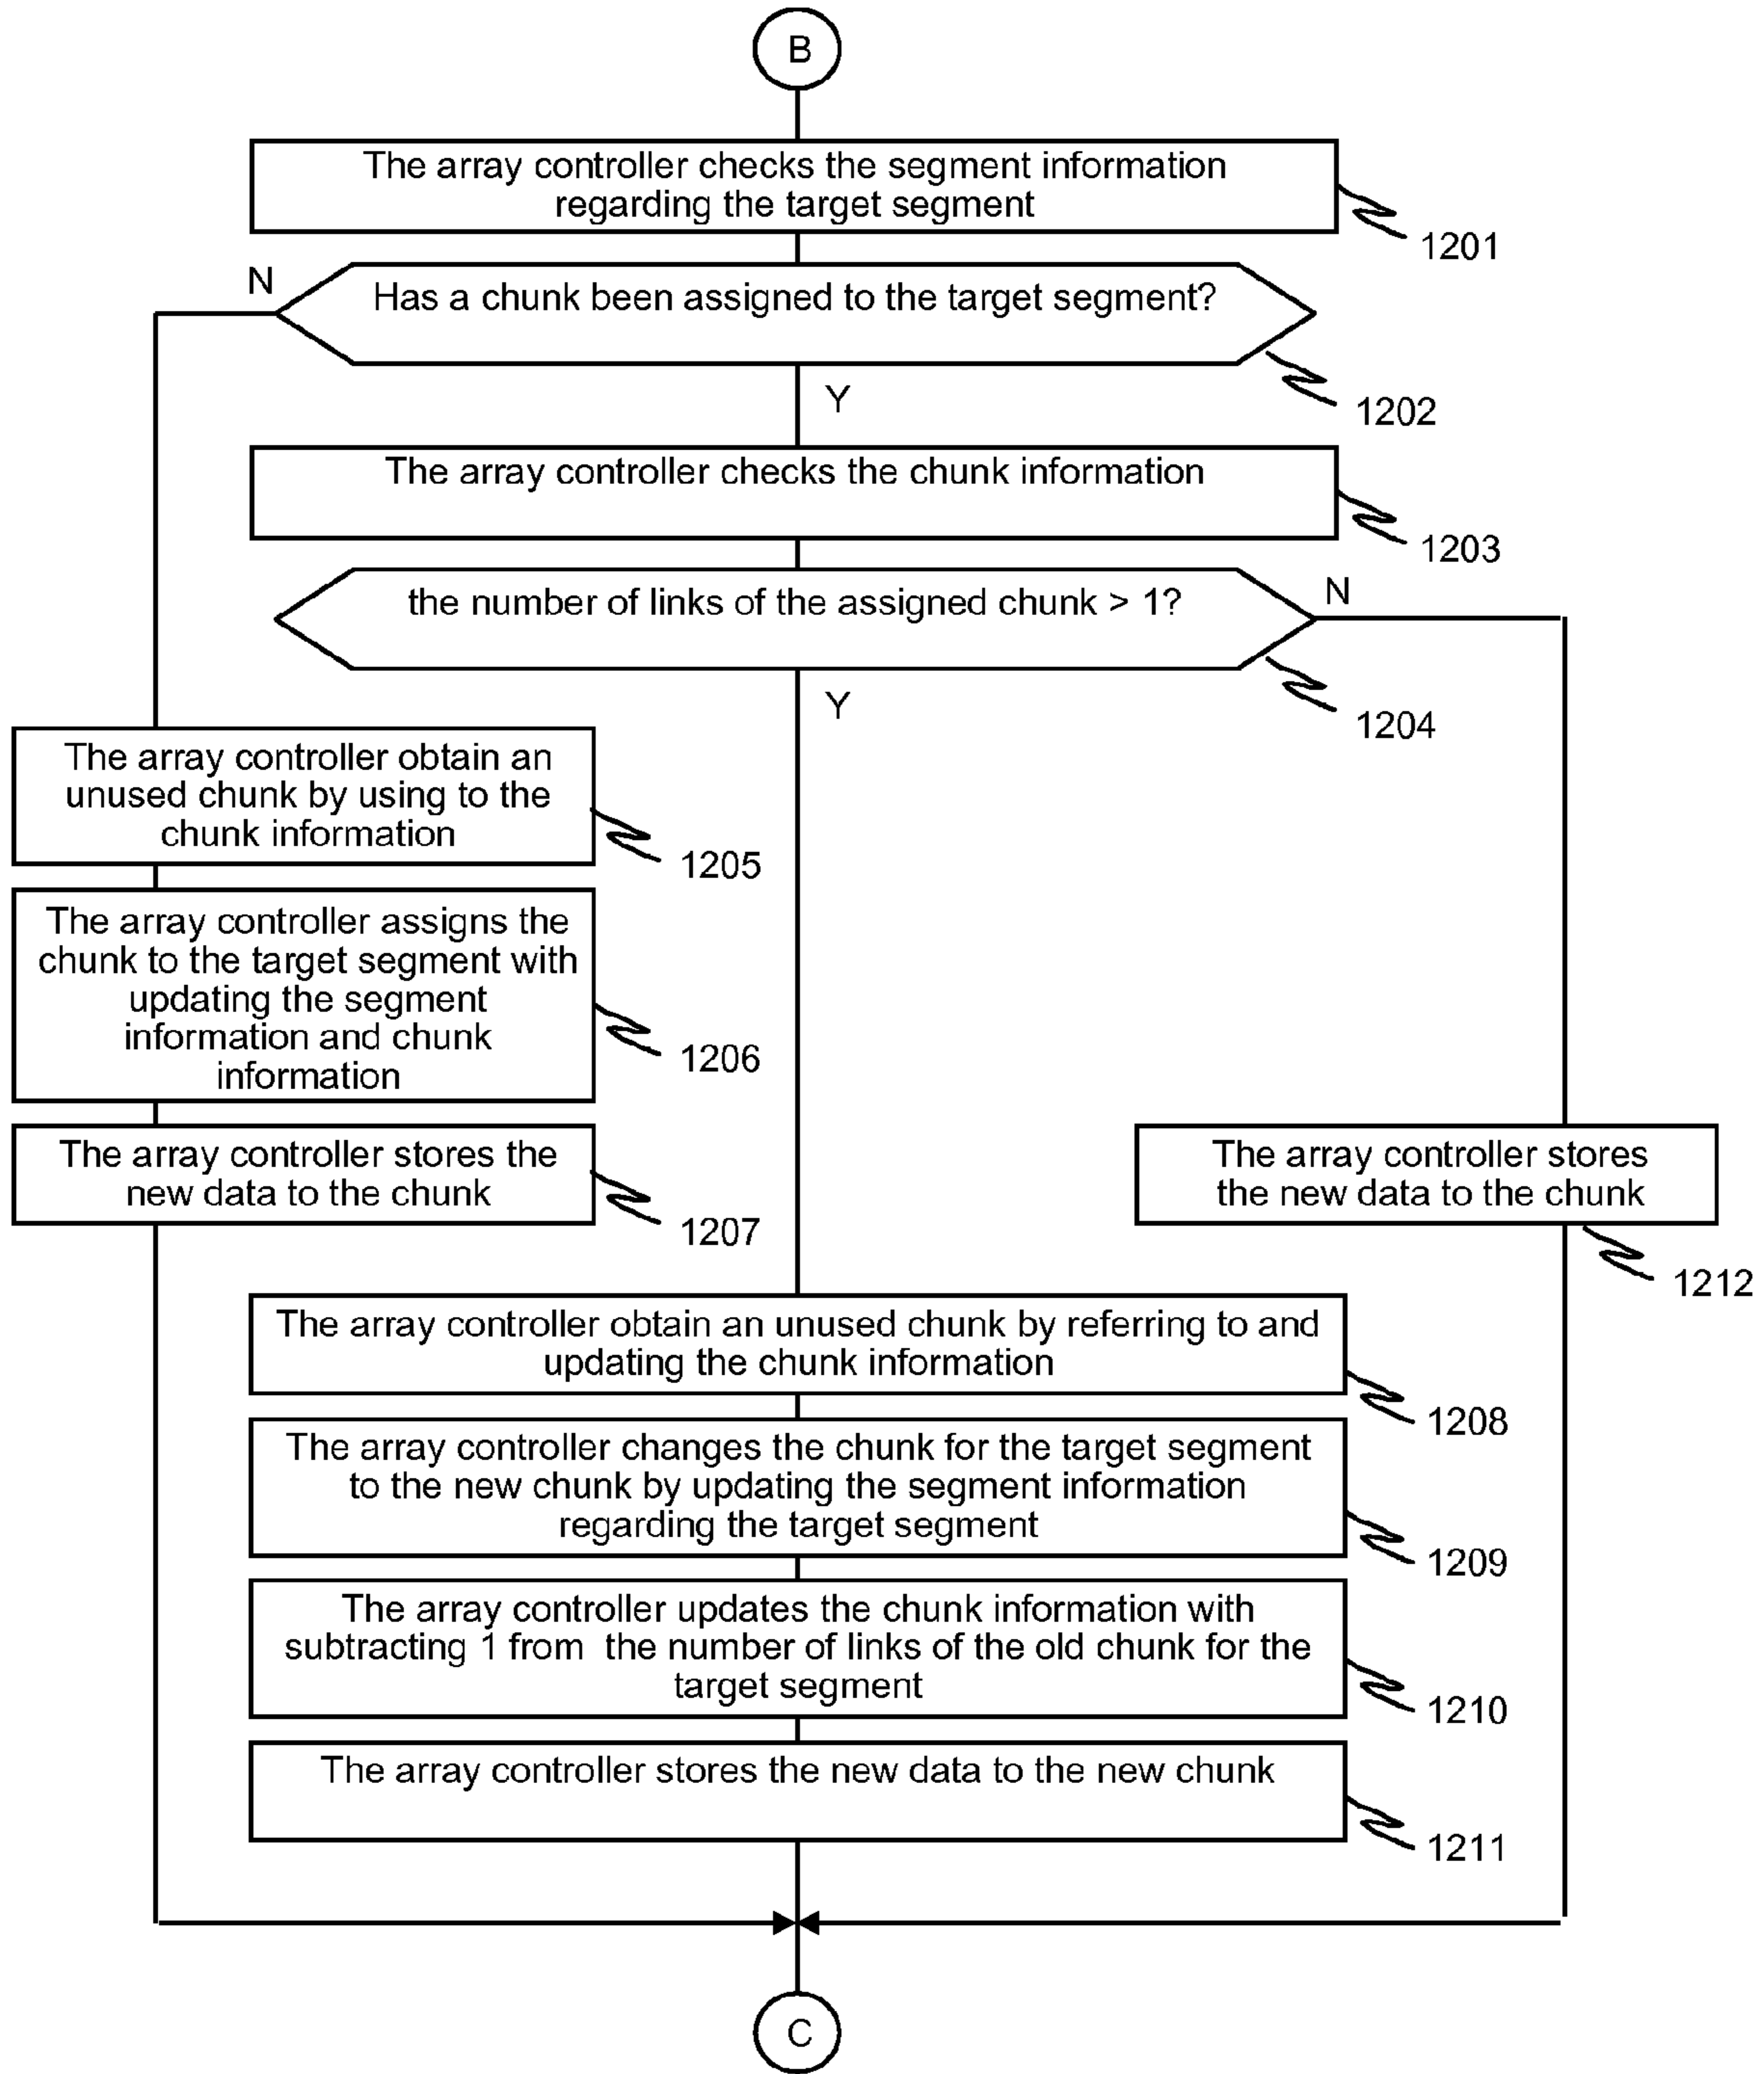 B
The array controller checks the segment information
regarding the target segment
1201
N
Has a chunk been assigned to the target segment?
1202
Y
The array controller checks the chunk information
1203
the number of links of the assigned chunk > 1?
N
1204
Y
The array controller obtain an
unused chunk by using to the
chunk information
1205
The array controller assigns the
chunk to the target segment with
updating the segment
information and chunk
information
1206
The array controller stores the
new data to the chunk
1207
The array controller stores
the new data to the chunk
1212
The array controller obtain an unused chunk by referring to and
updating the chunk information
1208
The array controller changes the chunk for the target segment
to the new chunk by updating the segment information
regarding the target segment
1209
The array controller updates the chunk information with
subtracting 1 from  the number of links of the old chunk for the
target segment
1210
The array controller stores the new data to the new chunk
1211
C